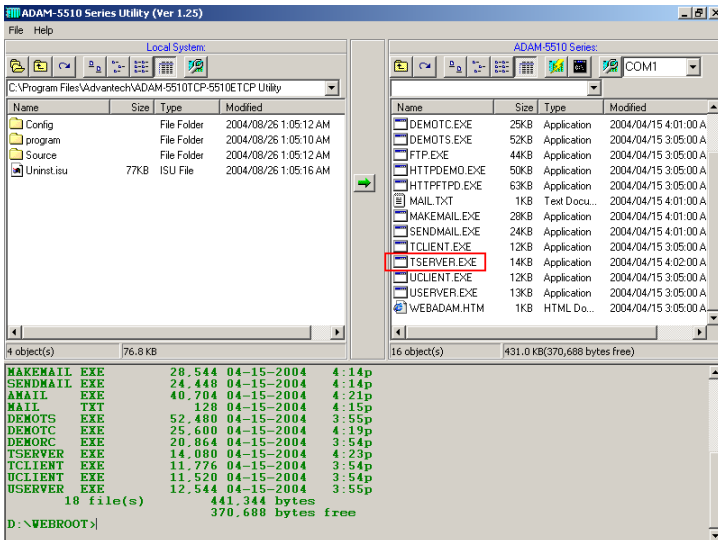 ADAM-5510 Series Utility (Ver 1.25)
File Help
Local System:
C:\Program Files\Advantech\ADAM-5510TCP-5510ETCP Utility
Name Size Type Modified
Config File Folder 2004/08/26 1:05:12 AM
program File Folder 2004/08/26 1:05:10 AM
Source File Folder 2004/08/26 1:05:12 AM
Uninst.isu 77KB ISU File 2004/08/26 1:05:16 AM
4 object(s) 76.8 KB
ADAM-5510 Series:
COM1
Name Size Type Modified
DEMOTC.EXE 25KB Application 2004/04/15 4:01:00 A
DEMOTS.EXE 52KB Application 2004/04/15 3:05:00 A
FTP.EXE 44KB Application 2004/04/15 3:05:00 A
HTTPDEMO.EXE 50KB Application 2004/04/15 3:05:00 A
HTTPFTPD.EXE 63KB Application 2004/04/15 3:05:00 A
MAIL.TXT 1KB Text Docu... 2004/04/15 4:01:00 A
MAKEMAIL.EXE 28KB Application 2004/04/15 4:01:00 A
SENDMAIL.EXE 24KB Application 2004/04/15 4:01:00 A
TCLIENT.EXE 12KB Application 2004/04/15 3:05:00 A
TSERVER.EXE 14KB Application 2004/04/15 4:02:00 A
UCLIENT.EXE 12KB Application 2004/04/15 3:05:00 A
USERVER.EXE 13KB Application 2004/04/15 3:05:00 A
WEBADAM.HTM 1KB HTML Do... 2004/04/15 3:05:00 A
16 object(s) 431.0 KB(370,688 bytes free)
MAKEMAIL EXE 28,544 04-15-2004 4:14p
SENDMAIL EXE 24,448 04-15-2004 4:14p
AMAIL EXE 40,704 04-15-2004 4:21p
MAIL TXT 128 04-15-2004 4:15p
DEMOTS EXE 52,480 04-15-2004 3:55p
DEMOTC EXE 25,600 04-15-2004 4:19p
DEMORC EXE 20,864 04-15-2004 3:54p
TSERVER EXE 14,080 04-15-2004 4:23p
TCLIENT EXE 11,776 04-15-2004 3:54p
UCLIENT EXE 11,520 04-15-2004 3:54p
USERVER EXE 12,544 04-15-2004 3:55p
18 file(s) 441,344 bytes
370,688 bytes free
D:\WEBROOT>